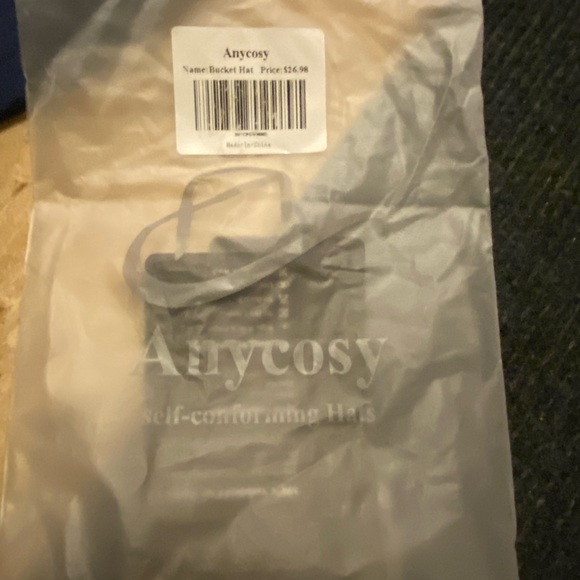 Anycosy
Name:Bucket Hat Price:$26.98
Made in China
Anycosy
self-conforming Hats